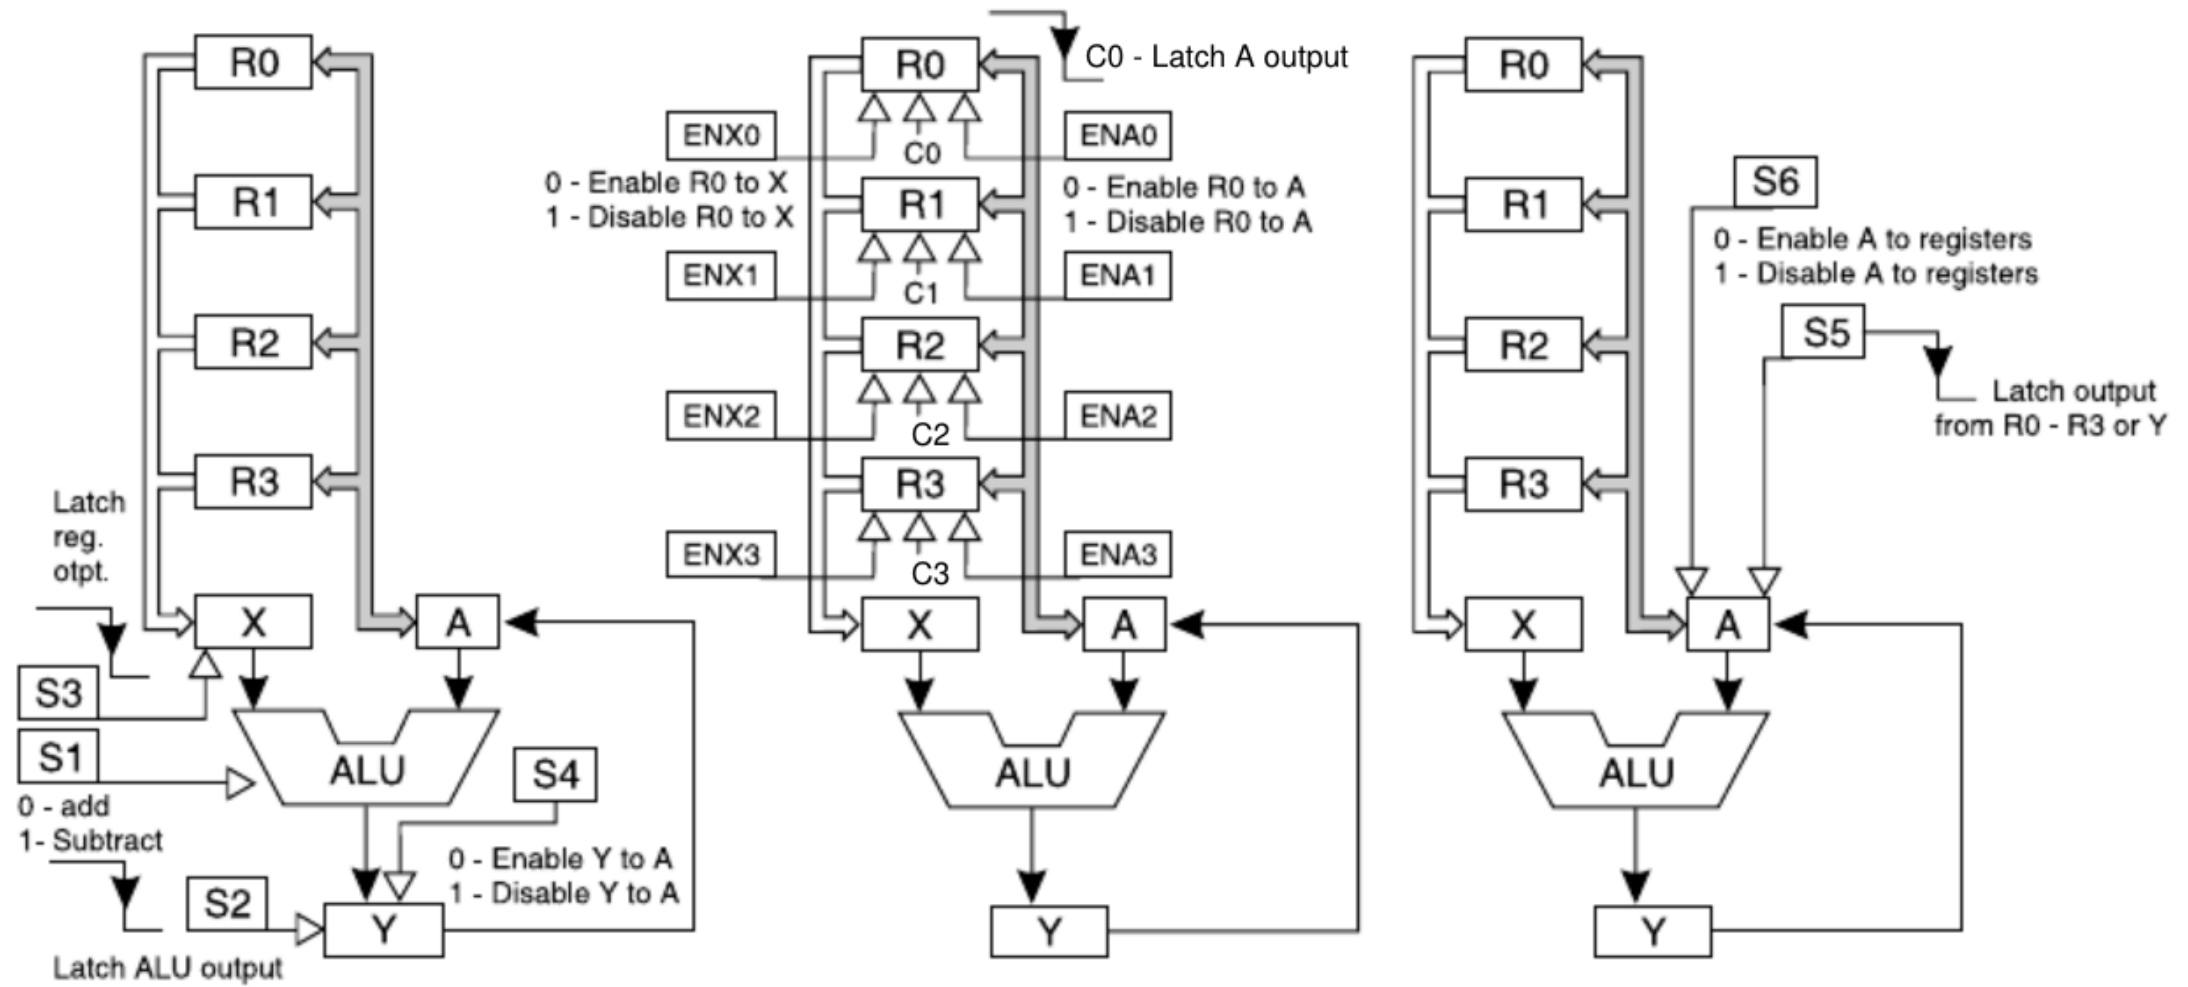 R0
R1
R2
R3
Latch
reg.
otpt.
X
A
S3
S1
0 - add
1- Subtract
ALU
S4
0 - Enable Y to A
1 - Disable Y to A
S2
Y
Latch ALU output
C0 - Latch A output
R0
ENX0
C0
ENA0
0 - Enable R0 to X
1 - Disable R0 to X
0 - Enable R0 to A
1 - Disable R0 to A
R1
ENX1
C1
ENA1
R2
ENX2
C2
ENA2
R3
ENX3
C3
ENA3
X
A
ALU
Y
R0
R1
R2
R3
S6
0 - Enable A to registers
1 - Disable A to registers
S5
Latch output
from R0 - R3 or Y
X
A
ALU
Y